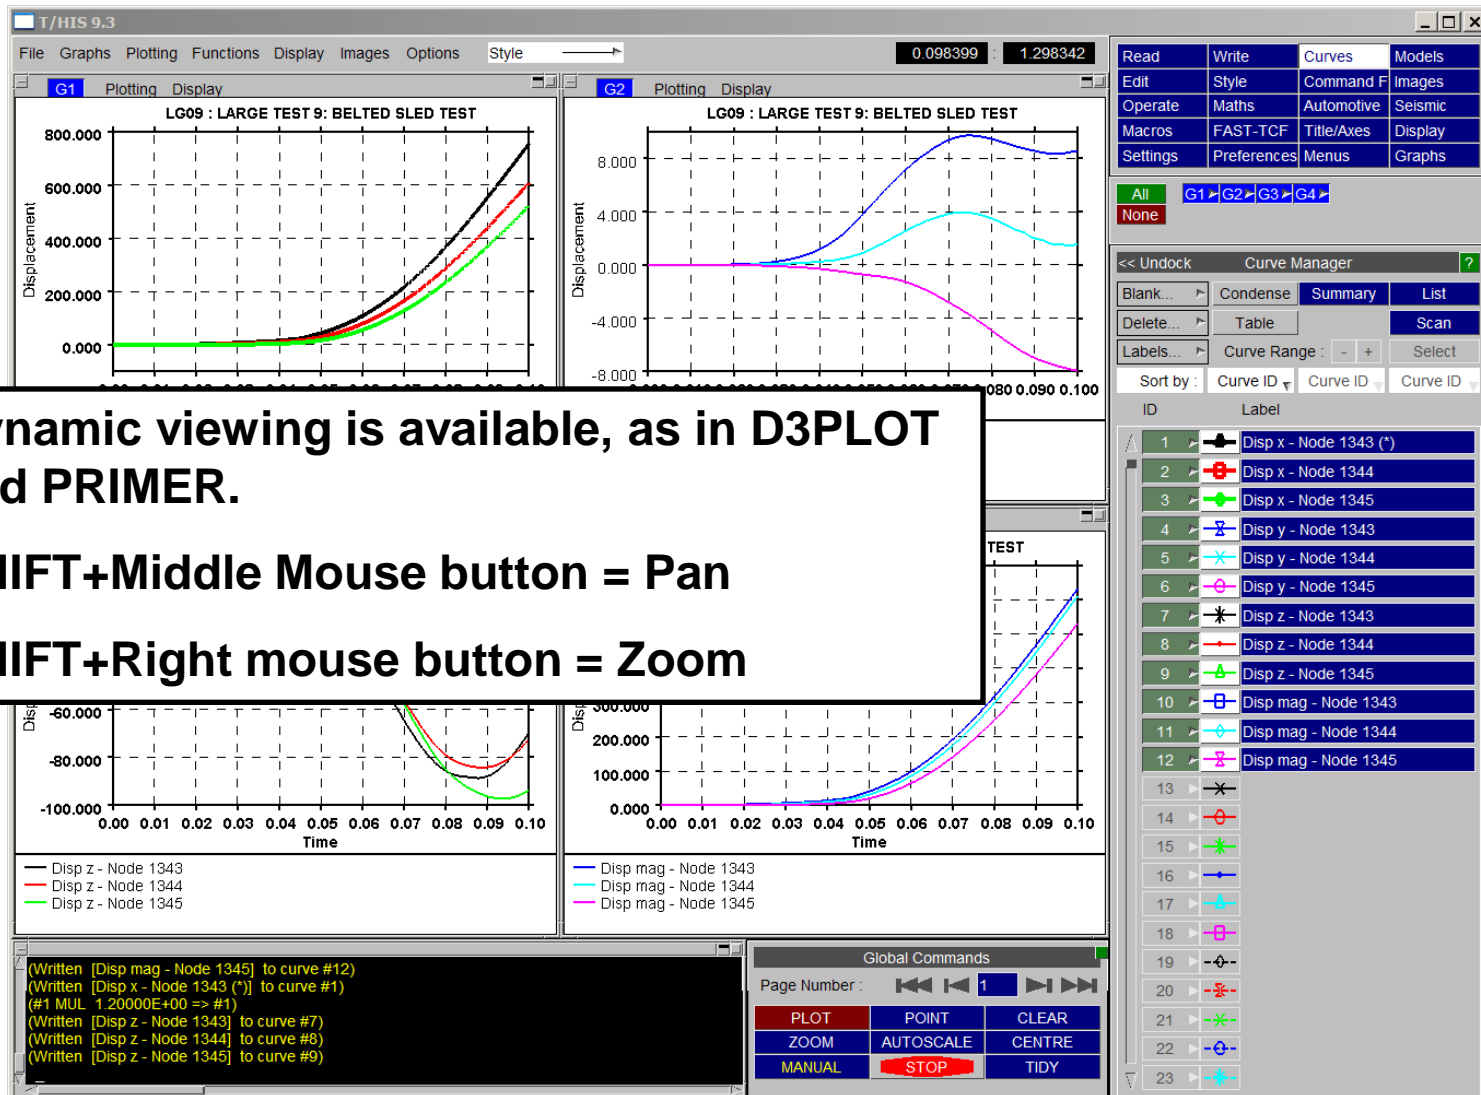 T/HIS 9.3
File Graphs Plotting Functions Display Images Options Style 0.098399 : 1.298342
G1 Plotting Display
LG09 : LARGE TEST 9: BELTED SLED TEST
800.000
600.000
400.000
200.000
0.000
Displacement
G2 Plotting Display
LG09 : LARGE TEST 9: BELTED SLED TEST
8.000
4.000
0.000
-4.000
-8.000
Displacement
080 0.090 0.100
ynamic viewing is available, as in D3PLOT
d PRIMER.
HIFT+Middle Mouse button = Pan
HIFT+Right mouse button = Zoom
-60.000
-80.000
-100.000
0.00 0.01 0.02 0.03 0.04 0.05 0.06 0.07 0.08 0.09 0.10
Time
Disp z - Node 1343
Disp z - Node 1344
Disp z - Node 1345
TEST
300.000
200.000
100.000
0.000
0.00 0.01 0.02 0.03 0.04 0.05 0.06 0.07 0.08 0.09 0.10
Time
Disp mag - Node 1343
Disp mag - Node 1344
Disp mag - Node 1345
(Written [Disp mag - Node 1345] to curve #12)
(Written [Disp x - Node 1343 (*)] to curve #1)
(#1 MUL 1.20000E+00 => #1)
(Written [Disp z - Node 1343] to curve #7)
(Written [Disp z - Node 1344] to curve #8)
(Written [Disp z - Node 1345] to curve #9)
Global Commands
Page Number : 1
PLOT POINT CLEAR
ZOOM AUTOSCALE CENTRE
MANUAL STOP TIDY
Read Write Curves Models
Edit Style Command F Images
Operate Maths Automotive Seismic
Macros FAST-TCF Title/Axes Display
Settings Preferences Menus Graphs
All G1 G2 G3 G4
None
<< Undock Curve Manager ?
Blank... Condense Summary List
Delete... Table Scan
Labels... Curve Range : - + Select
Sort by : Curve ID Curve ID Curve ID
ID Label
1 Disp x - Node 1343 (*)
2 Disp x - Node 1344
3 Disp x - Node 1345
4 Disp y - Node 1343
5 Disp y - Node 1344
6 Disp y - Node 1345
7 Disp z - Node 1343
8 Disp z - Node 1344
9 Disp z - Node 1345
10 Disp mag - Node 1343
11 Disp mag - Node 1344
12 Disp mag - Node 1345
13
14
15
16
17
18
19
20
21
22
23